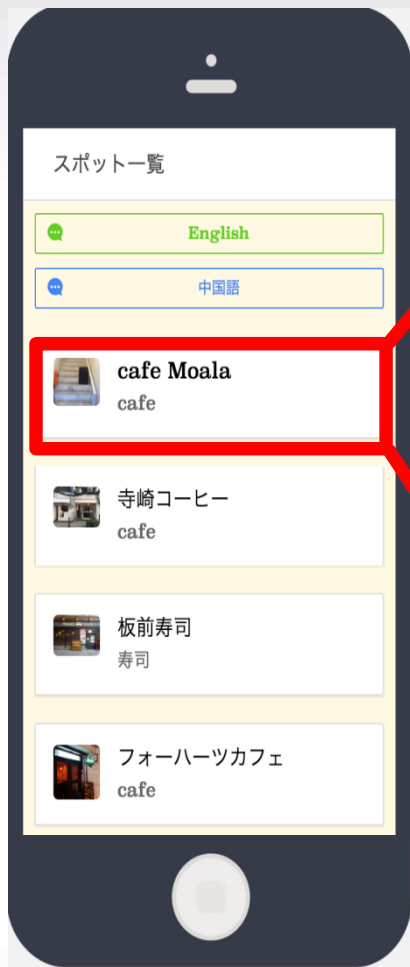 スポット一覧
English
中国語
cafe Moala
cafe
寺崎コーヒー
cafe
板前寿司
寿司
フォーハーツカフェ
cafe